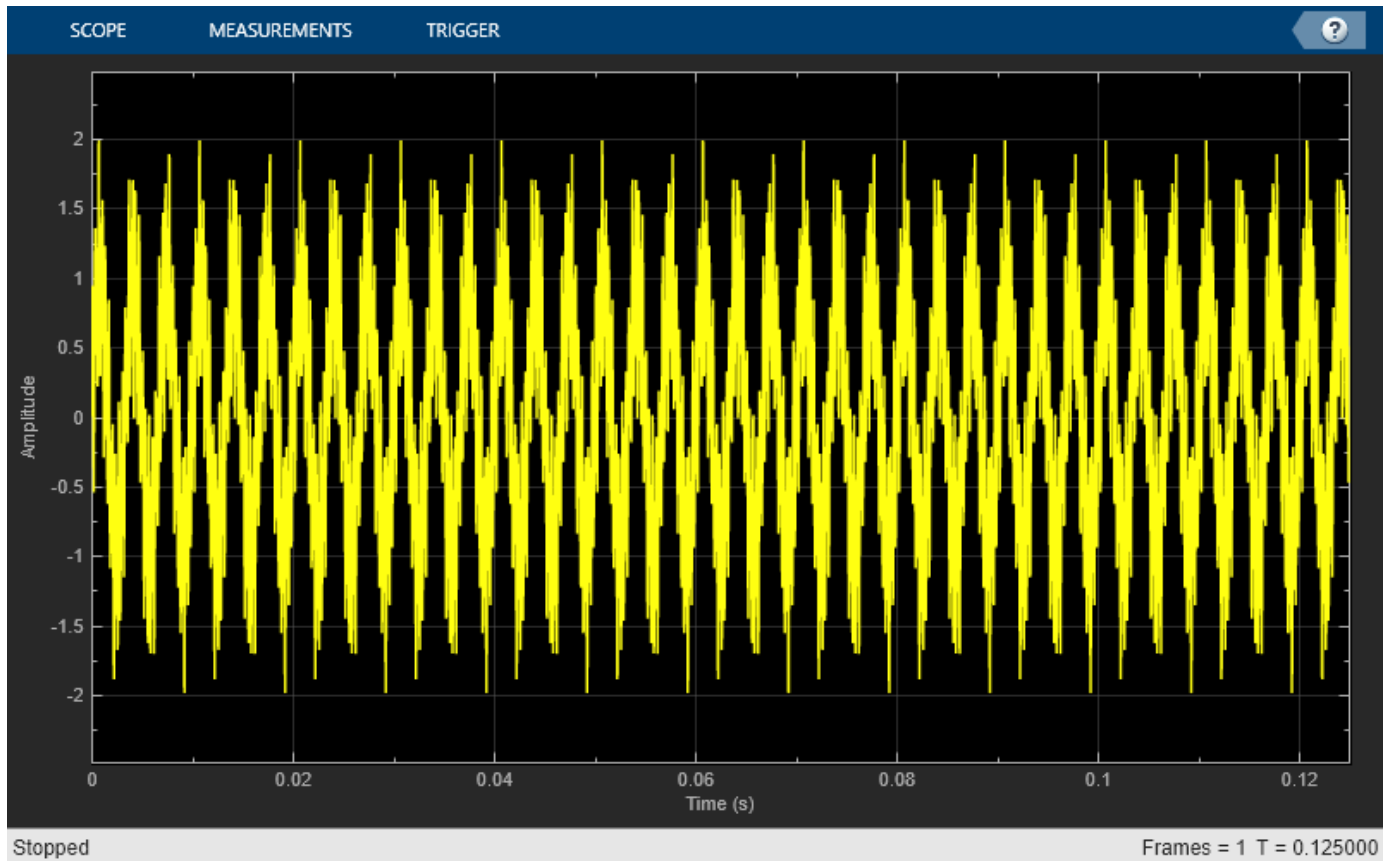 SCOPE MEASUREMENTS TRIGGER ?
2
1.5
1
0.5
0
-0.5
-1
-1.5
-2
Amplitude
0 0.02 0.04 0.06 0.08 0.1 0.12
Time (s)
Stopped Frames = 1 T = 0.125000